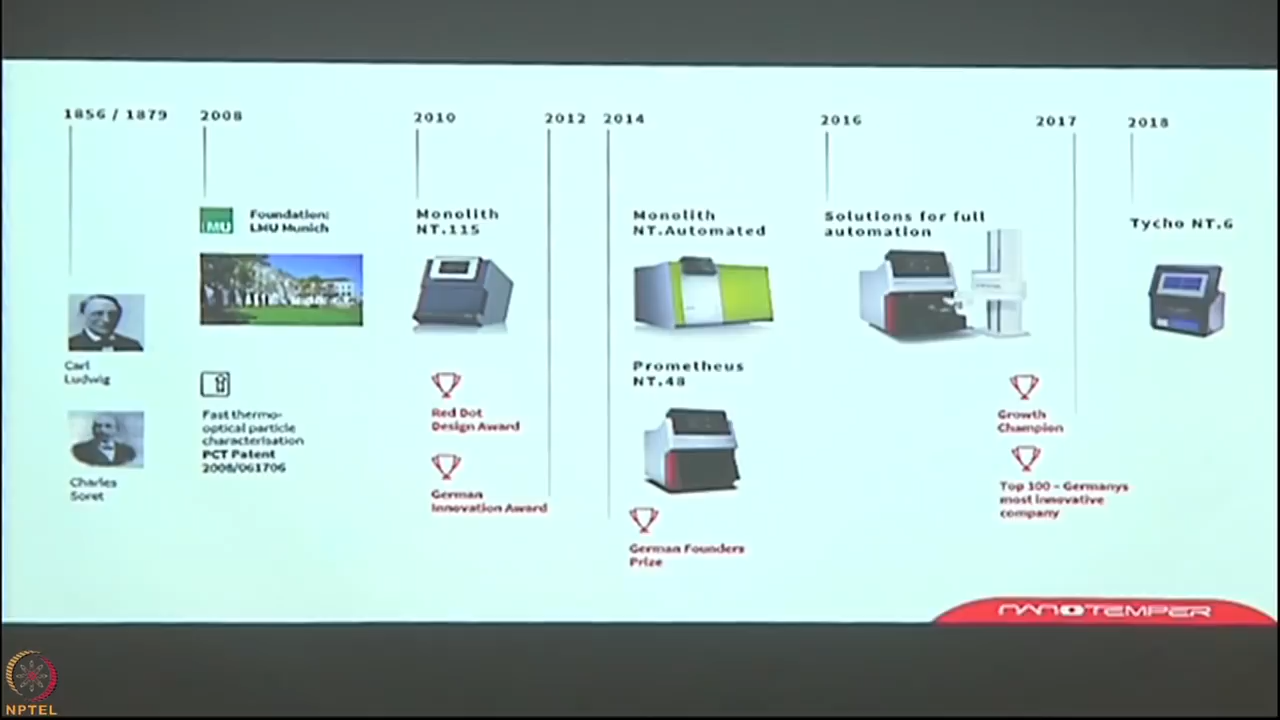 1856 / 1879
2008
2010
2012
2014
2016
2017
2018
LMU
Foundation:
LMU Munich
Monolith
NT.115
Monolith
NT.Automated
Solutions for full
automation
Tycho NT.6
Carl
Ludwig
Prometheus
NT.48
Fast thermo-
optical particle
characterisation
PCT Patent
2008/061706
Red Dot
Design Award
Growth
Champion
Charles
Soret
German
Innovation Award
Top 100 – Germanys
most innovative
company
German Founders
Prize
NANOTEMPER
NPTEL